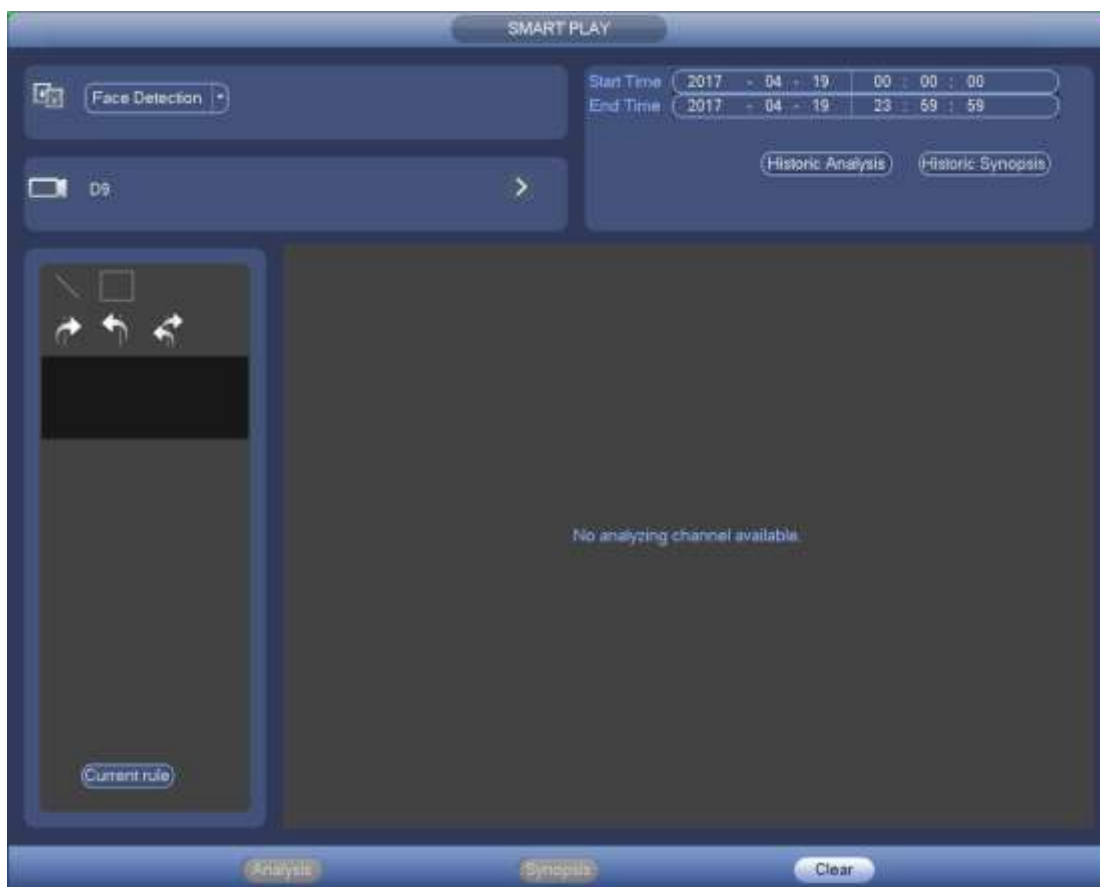 SMART PLAY
Face Detection
Start Time 2017 - 04 - 19 00 : 00 : 00
End Time 2017 - 04 - 19 23 : 59 : 59
Historic Analysis Historic Synopsis
D9
No analyzing channel available.
Current rule
Analysis Synopsis Clear